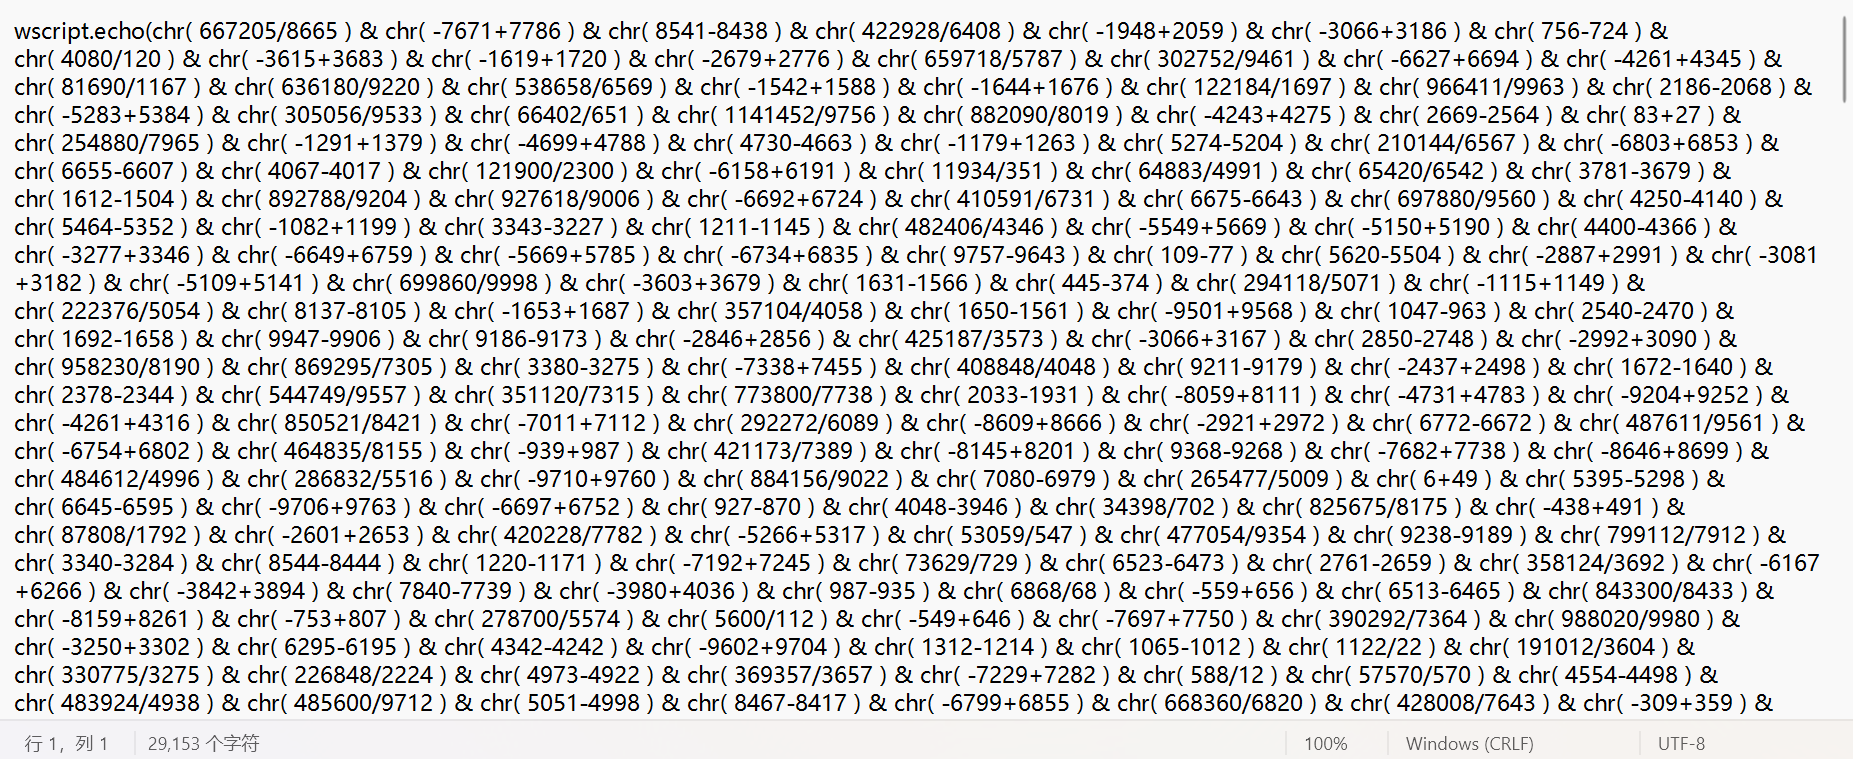 wscript.echo(chr( 667205/8665 ) & chr( -7671+7786 ) & chr( 8541-8438 ) & chr( 422928/6408 ) & chr( -1948+2059 ) & chr( -3066+3186 ) & chr( 756-724 ) &
chr( 4080/120 ) & chr( -3615+3683 ) & chr( -1619+1720 ) & chr( -2679+2776 ) & chr( 659718/5787 ) & chr( 302752/9461 ) & chr( -6627+6694 ) & chr( -4261+4345 ) &
chr( 81690/1167 ) & chr( 636180/9220 ) & chr( 538658/6569 ) & chr( -1542+1588 ) & chr( -1644+1676 ) & chr( 122184/1697 ) & chr( 966411/9963 ) & chr( 2186-2068 ) &
chr( -5283+5384 ) & chr( 305056/9533 ) & chr( 66402/651 ) & chr( 1141452/9756 ) & chr( 882090/8019 ) & chr( -4243+4275 ) & chr( 2669-2564 ) & chr( 83+27 ) &
chr( 254880/7965 ) & chr( -1291+1379 ) & chr( -4699+4788 ) & chr( 4730-4663 ) & chr( -1179+1263 ) & chr( 5274-5204 ) & chr( 210144/6567 ) & chr( -6803+6853 ) &
chr( 6655-6607 ) & chr( 4067-4017 ) & chr( 121900/2300 ) & chr( -6158+6191 ) & chr( 11934/351 ) & chr( 64883/4991 ) & chr( 65420/6542 ) & chr( 3781-3679 ) &
chr( 1612-1504 ) & chr( 892788/9204 ) & chr( 927618/9006 ) & chr( -6692+6724 ) & chr( 410591/6731 ) & chr( 6675-6643 ) & chr( 697880/9560 ) & chr( 4250-4140 ) &
chr( 5464-5352 ) & chr( -1082+1199 ) & chr( 3343-3227 ) & chr( 1211-1145 ) & chr( 482406/4346 ) & chr( -5549+5669 ) & chr( -5150+5190 ) & chr( 4400-4366 ) &
chr( -3277+3346 ) & chr( -6649+6759 ) & chr( -5669+5785 ) & chr( -6734+6835 ) & chr( 9757-9643 ) & chr( 109-77 ) & chr( 5620-5504 ) & chr( -2887+2991 ) & chr( -3081
+3182 ) & chr( -5109+5141 ) & chr( 699860/9998 ) & chr( -3603+3679 ) & chr( 1631-1566 ) & chr( 445-374 ) & chr( 294118/5071 ) & chr( -1115+1149 ) &
chr( 222376/5054 ) & chr( 8137-8105 ) & chr( -1653+1687 ) & chr( 357104/4058 ) & chr( 1650-1561 ) & chr( -9501+9568 ) & chr( 1047-963 ) & chr( 2540-2470 ) &
chr( 1692-1658 ) & chr( 9947-9906 ) & chr( 9186-9173 ) & chr( -2846+2856 ) & chr( 425187/3573 ) & chr( -3066+3167 ) & chr( 2850-2748 ) & chr( -2992+3090 ) &
chr( 958230/8190 ) & chr( 869295/7305 ) & chr( 3380-3275 ) & chr( -7338+7455 ) & chr( 408848/4048 ) & chr( 9211-9179 ) & chr( -2437+2498 ) & chr( 1672-1640 ) &
chr( 2378-2344 ) & chr( 544749/9557 ) & chr( 351120/7315 ) & chr( 773800/7738 ) & chr( 2033-1931 ) & chr( -8059+8111 ) & chr( -4731+4783 ) & chr( -9204+9252 ) &
chr( -4261+4316 ) & chr( 850521/8421 ) & chr( -7011+7112 ) & chr( 292272/6089 ) & chr( -8609+8666 ) & chr( -2921+2972 ) & chr( 6772-6672 ) & chr( 487611/9561 ) &
chr( -6754+6802 ) & chr( 464835/8155 ) & chr( -939+987 ) & chr( 421173/7389 ) & chr( -8145+8201 ) & chr( 9368-9268 ) & chr( -7682+7738 ) & chr( -8646+8699 ) &
chr( 484612/4996 ) & chr( 286832/5516 ) & chr( -9710+9760 ) & chr( 884156/9022 ) & chr( 7080-6979 ) & chr( 265477/5009 ) & chr( 6+49 ) & chr( 5395-5298 ) &
chr( 6645-6595 ) & chr( -9706+9763 ) & chr( -6697+6752 ) & chr( 927-870 ) & chr( 4048-3946 ) & chr( 34398/702 ) & chr( 825675/8175 ) & chr( -438+491 ) &
chr( 87808/1792 ) & chr( -2601+2653 ) & chr( 420228/7782 ) & chr( -5266+5317 ) & chr( 53059/547 ) & chr( 477054/9354 ) & chr( 9238-9189 ) & chr( 799112/7912 ) &
chr( 3340-3284 ) & chr( 8544-8444 ) & chr( 1220-1171 ) & chr( -7192+7245 ) & chr( 73629/729 ) & chr( 6523-6473 ) & chr( 2761-2659 ) & chr( 358124/3692 ) & chr( -6167
+6266 ) & chr( -3842+3894 ) & chr( 7840-7739 ) & chr( -3980+4036 ) & chr( 987-935 ) & chr( 6868/68 ) & chr( -559+656 ) & chr( 6513-6465 ) & chr( 843300/8433 ) &
chr( -8159+8261 ) & chr( -753+807 ) & chr( 278700/5574 ) & chr( 5600/112 ) & chr( -549+646 ) & chr( -7697+7750 ) & chr( 390292/7364 ) & chr( 988020/9980 ) &
chr( -3250+3302 ) & chr( 6295-6195 ) & chr( 4342-4242 ) & chr( -9602+9704 ) & chr( 1312-1214 ) & chr( 1065-1012 ) & chr( 1122/22 ) & chr( 191012/3604 ) &
chr( 330775/3275 ) & chr( 226848/2224 ) & chr( 4973-4922 ) & chr( 369357/3657 ) & chr( -7229+7282 ) & chr( 588/12 ) & chr( 57570/570 ) & chr( 4554-4498 ) &
chr( 483924/4938 ) & chr( 485600/9712 ) & chr( 5051-4998 ) & chr( 8467-8417 ) & chr( -6799+6855 ) & chr( 668360/6820 ) & chr( 428008/7643 ) & chr( -309+359 ) &
行 1，列 1
29,153 个字符
100%
Windows (CRLF)
UTF-8